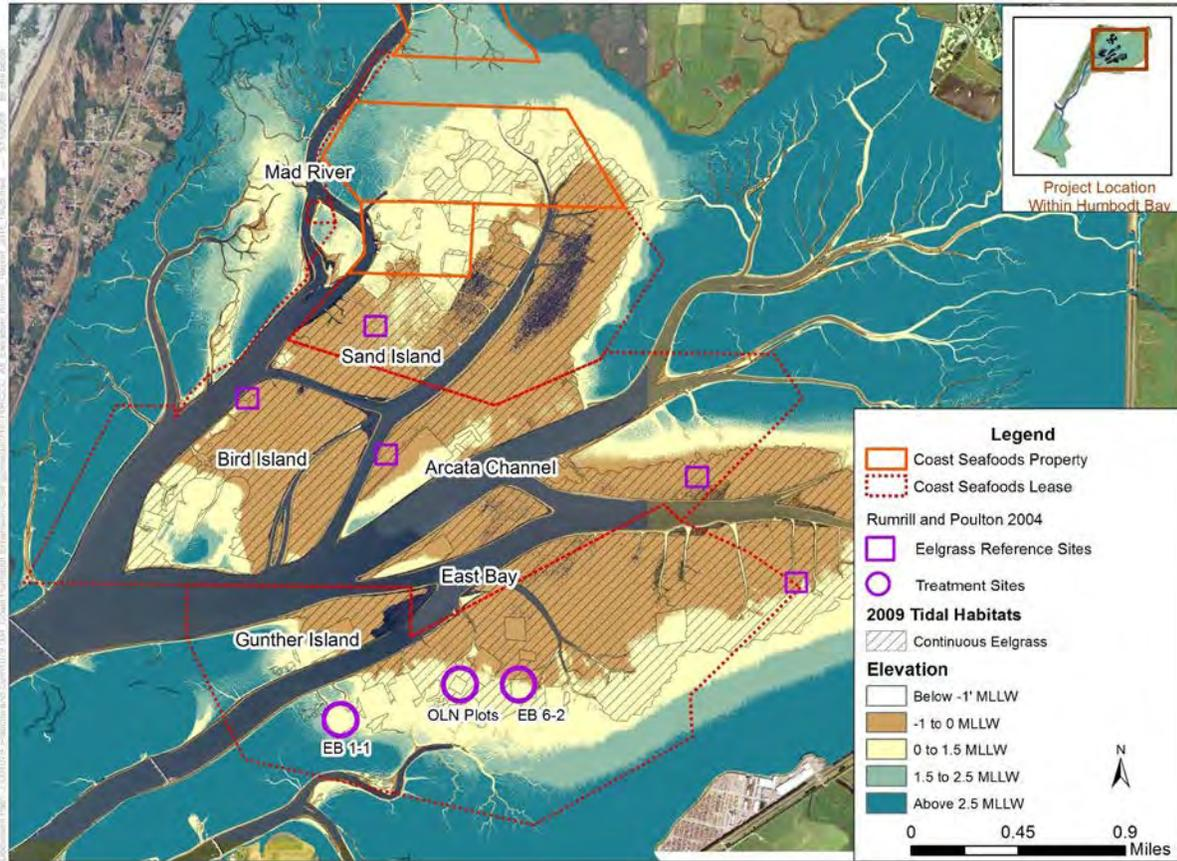 Project Location
Within Humbodt Bay
Mad River
Sand Island
Bird Island
Arcata Channel
East Bay
Gunther Island
OLN Plots
EB 6-2
EB 1-1
Legend
Coast Seafoods Property
Coast Seafoods Lease
Rumrill and Poulton 2004
Eelgrass Reference Sites
Treatment Sites
2009 Tidal Habitats
Continuous Eelgrass
Elevation
Below -1' MLLW
-1 to 0 MLLW
0 to 1.5 MLLW
1.5 to 2.5 MLLW
Above 2.5 MLLW
N
0 0.45 0.9
Miles